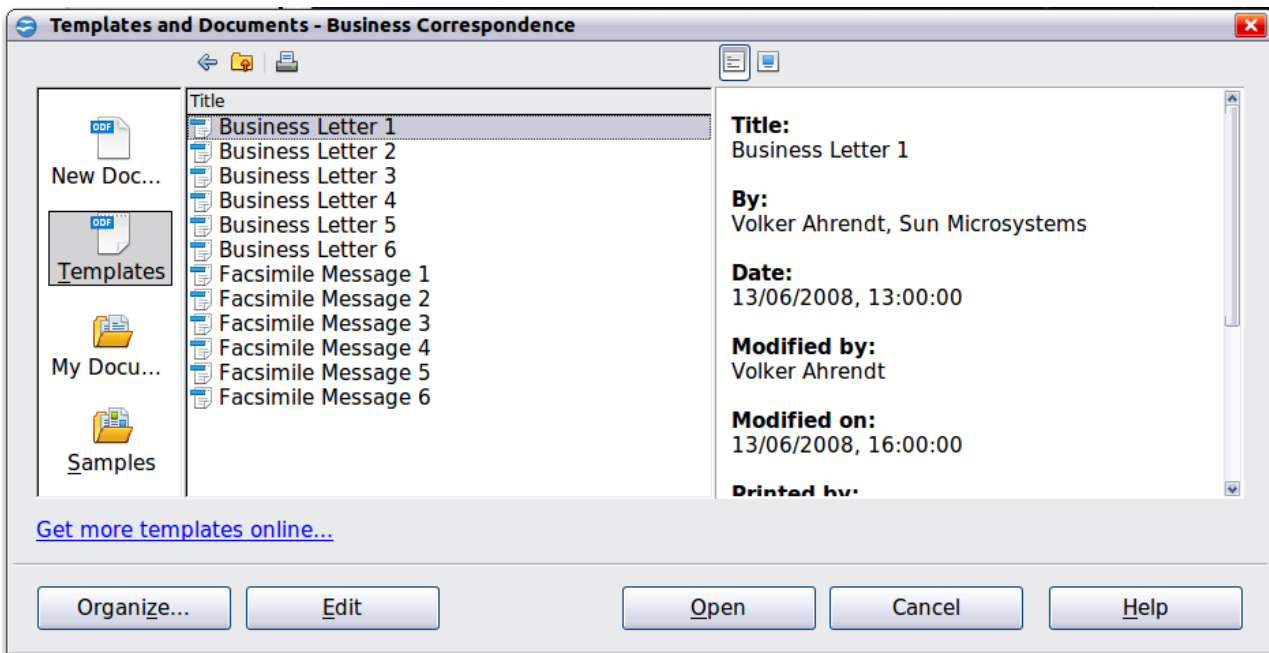 Templates and Documents - Business Correspondence
Title
ODF
New Doc...
ODF
Templates
My Docu...
Samples
Business Letter 1
Business Letter 2
Business Letter 3
Business Letter 4
Business Letter 5
Business Letter 6
Facsimile Message 1
Facsimile Message 2
Facsimile Message 3
Facsimile Message 4
Facsimile Message 5
Facsimile Message 6
Title:
Business Letter 1
By:
Volker Ahrendt, Sun Microsystems
Date:
13/06/2008, 13:00:00
Modified by:
Volker Ahrendt
Modified on:
13/06/2008, 16:00:00
Printed by:
Get more templates online...
Organize...
Edit
Open
Cancel
Help